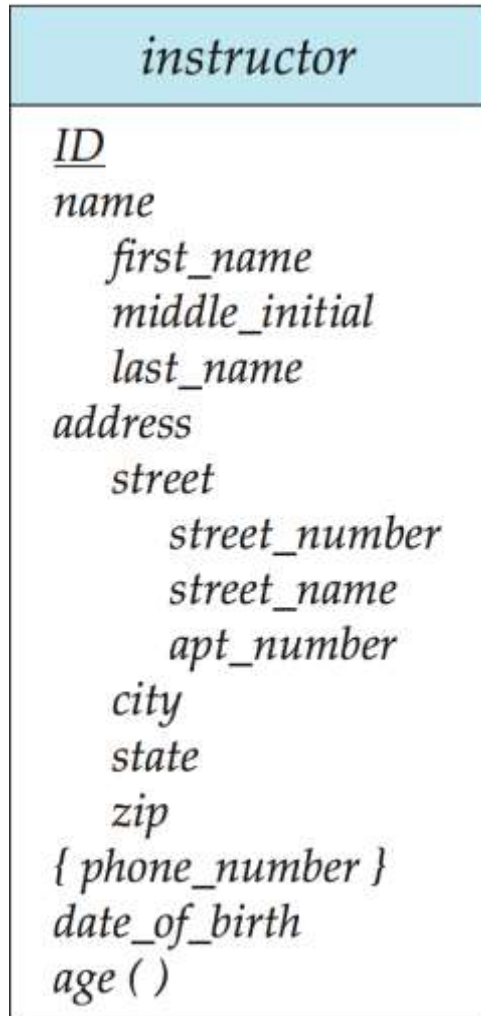 instructor
ID
name
first_name
middle_initial
last_name
address
street
street_number
street_name
apt_number
city
state
zip
{ phone_number }
date_of_birth
age ( )